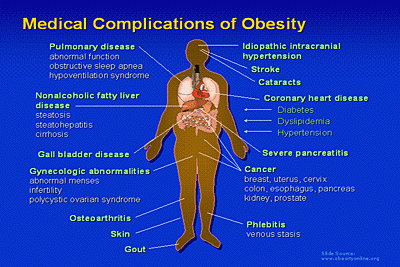 Medical Complications of Obesity
Pulmonary disease
abnormal function
obstructive sleep apnea
hypoventilation syndrome
Nonalcoholic fatty liver
disease
steatosis
steatohepatitis
cirrhosis
Gall bladder disease
Gynecologic abnormalities
abnormal menses
infertility
polycystic ovarian syndrome
Osteoarthritis
Skin
Gout
Idiopathic intracranial
hypertension
Stroke
Cataracts
Coronary heart disease
Diabetes
Dyslipidemia
Hypertension
Severe pancreatitis
Cancer
breast, uterus, cervix
colon, esophagus, pancreas
kidney, prostate
Phlebitis
venous stasis
Slide Source:
www.obesityonline.org